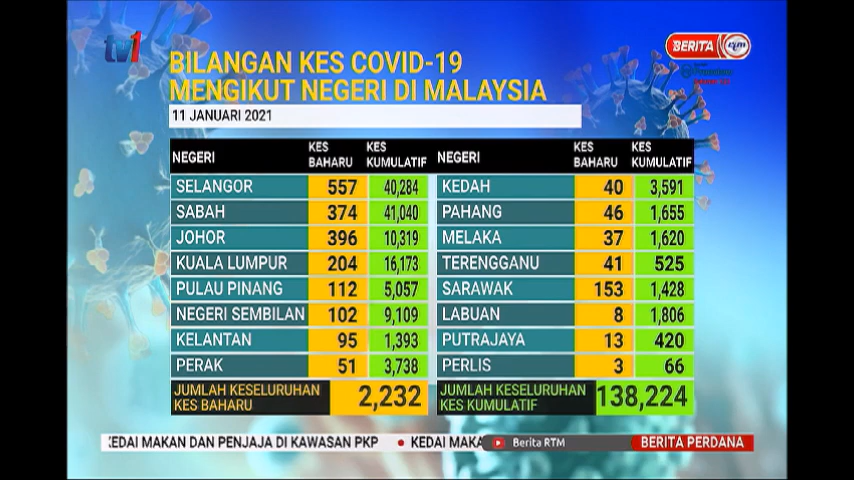 tv1
BERITA rtm
BILANGAN KES COVID-19
MENGIKUT NEGERI DI MALAYSIA
11 JANUARI 2021
NEGERI KES BAHARU KES KUMULATIF NEGERI KES BAHARU KES KUMULATIF
SELANGOR 557 40,284 KEDAH 40 3,591
SABAH 374 41,040 PAHANG 46 1,655
JOHOR 396 10,319 MELAKA 37 1,620
KUALA LUMPUR 204 16,173 TERENGGANU 41 525
PULAU PINANG 112 5,057 SARAWAK 153 1,428
NEGERI SEMBILAN 102 9,109 LABUAN 8 1,806
KELANTAN 95 1,393 PUTRAJAYA 13 420
PERAK 51 3,738 PERLIS 3 66
JUMLAH KESELURUHAN KES BAHARU 2,232 JUMLAH KESELURUHAN KES KUMULATIF 138,224
KEDAI MAKAN DAN PENJAJA DI KAWASAN PKP • KEDAI MAKA Berita RTM BERITA PERDANA